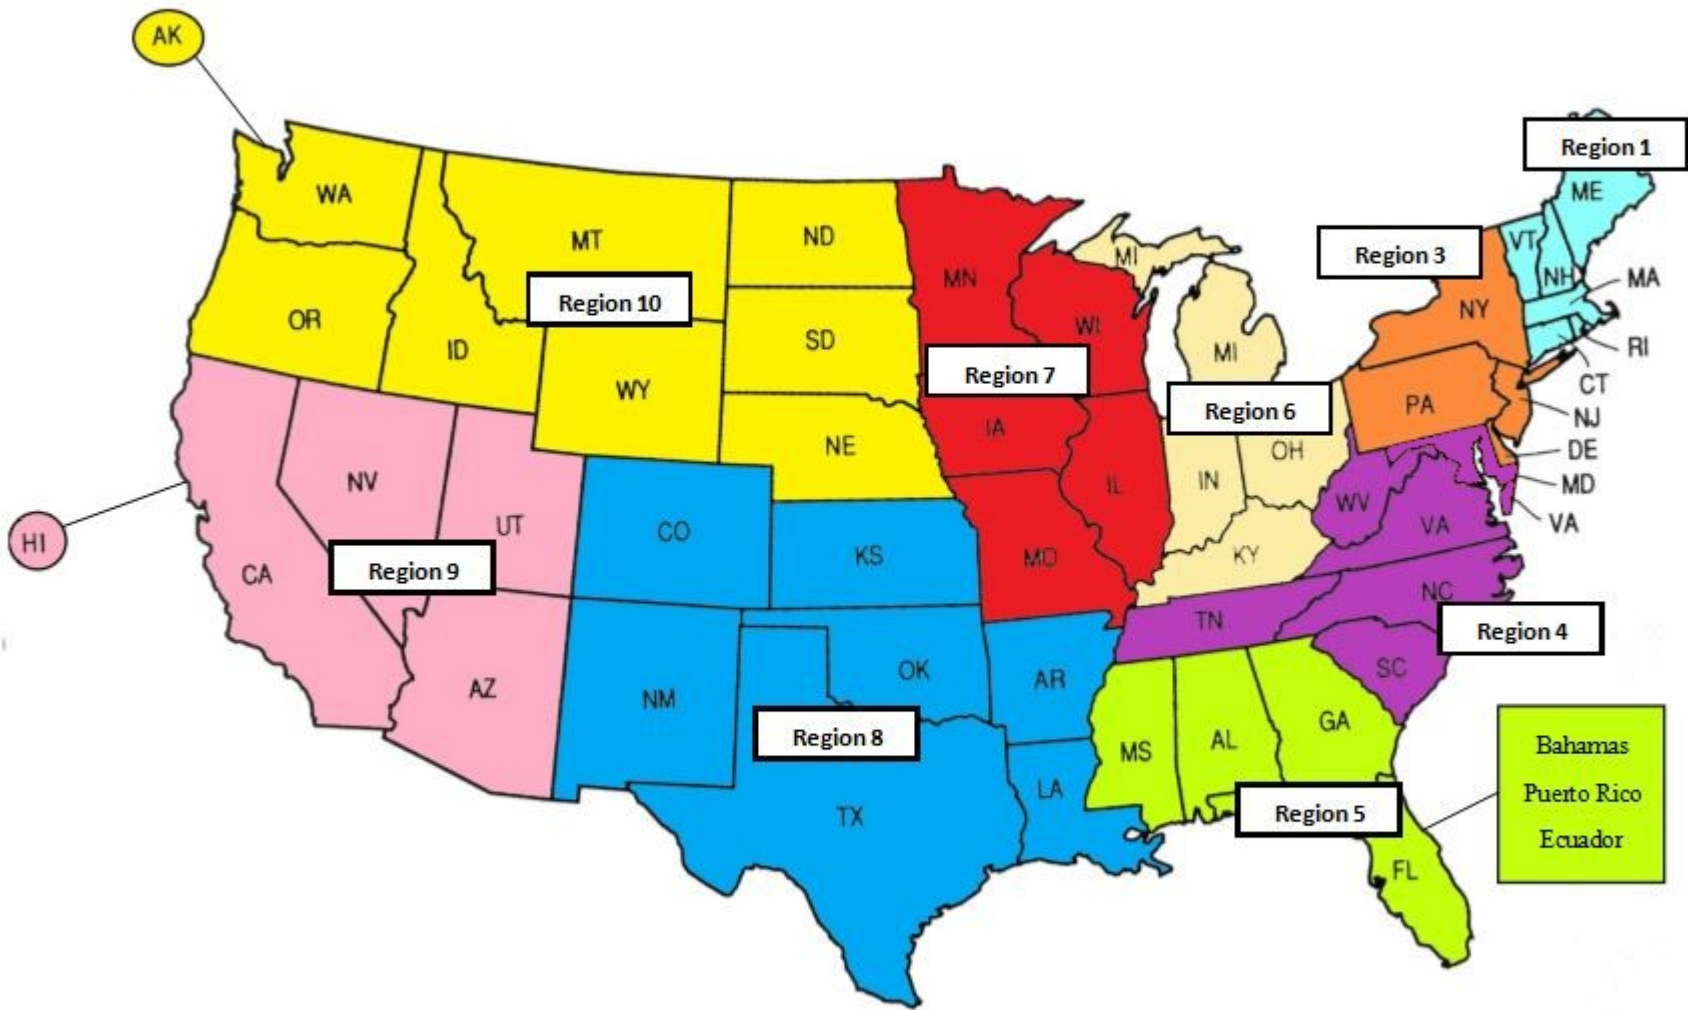 AK
Region 1
ME
WA
MT
ND
MN
MI
Region 3
VT
NH
MA
Region 10
OR
ID
SD
WI
NY
RI
WY
Region 7
MI
CT
Region 6
PA
NJ
IA
NE
OH
DE
NV
IL
IN
MD
WV
VA
VA
HI
UT
CO
KS
MO
KY
CA
Region 9
NC
TN
Region 4
AZ
NM
OK
AR
SC
Region 8
MS
AL
GA
Bahamas
Puerto Rico
Ecuador
TX
LA
Region 5
FL